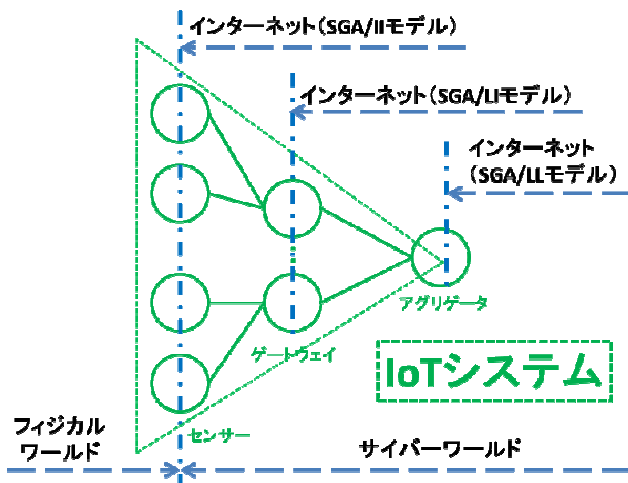 インターネット(SGA/IIモデル)
インターネット(SGA/LIモデル)
インターネット
(SGA/LLモデル)
アグリゲータ
ゲートウェイ
IoTシステム
センサー
フィジカル
ワールド
サイバーワールド